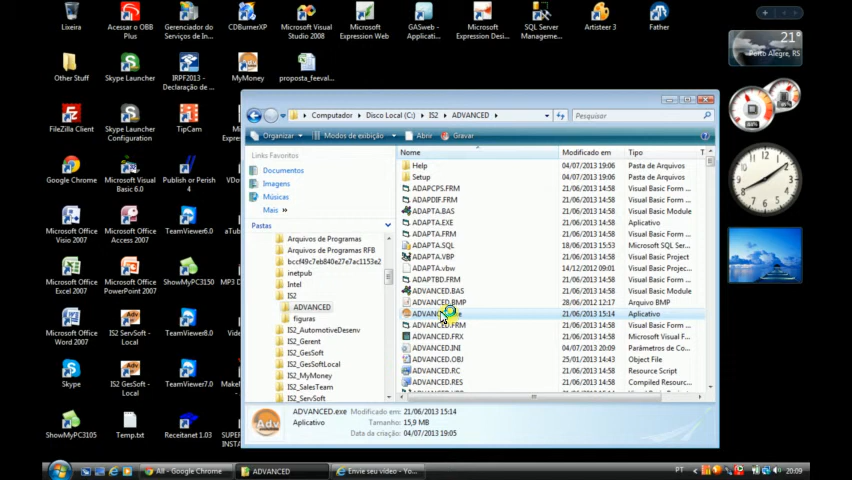 Lixeira
Acessar o OBB Plus
Gerenciador do Serviços de In...
CDBurnerXP
Microsoft Visual Studio 2008
Microsoft Expression Web
GASweb - Applicati...
Microsoft Expression Desi...
SQL Server Manageme...
Artisteer 3
Father
21°
Porto Alegre, RS
Other Stuff
Skype Launcher
IRPF2013 - Declaração de ...
MyMoney
proposta_feeval...
FileZilla Client
Skype Launcher Configuration
TipCam
Google Chrome
Microsoft Visual Basic 6.0
Publish or Perish 4
Microsoft Office Visio 2007
Microsoft Office Access 2007
TeamViewer6.0
Microsoft Office Excel 2007
Microsoft Office PowerPoint 2007
ShowMyPC3150
MP3 D
Microsoft Office Word 2007
IS2 ServSoft - Local
TeamViewer8.0
Skype
IS2 GesSoft - Local
TeamViewer7.0
ShowMyPC3105
Temp.txt
Receitanet 1.03
Computador
Disco Local (C:)
IS2
ADVANCED
Pesquisar
Organizar
Modos de exibição
Abrir
Gravar
Links Favoritos
Documentos
Imagens
Músicas
Mais »
Pastas
Arquivos de Programas
Arquivos de Programas RFB
bccf49c7eb840e27e7ac1153e2
inetpub
Intel
IS2
ADVANCED
figuras
IS2_AutomotiveDesenv
IS2_Gerent
IS2_GesSoft
IS2_GesSoftLocal
IS2_MyMoney
IS2_SalesTeam
IS2_ServSoft
Nome Modificado em Tipo T
Help 04/07/2013 19:06 Pasta de Arquivos
Setup 04/07/2013 19:06 Pasta de Arquivos
ADAPCPS.FRM 21/06/2013 14:58 Visual Basic Form ...
ADAPDIF.FRM 21/06/2013 14:58 Visual Basic Form ...
ADAPTA.BAS 21/06/2013 14:58 Visual Basic Module
ADAPTA.EXE 21/06/2013 14:58 Aplicativo
ADAPTA.FRM 21/06/2013 14:58 Visual Basic Form ...
ADAPTA.SQL 18/06/2013 15:53 Microsoft SQL Ser...
ADAPTA.VBP 21/06/2013 14:58 Visual Basic Project
ADAPTA.vbw 14/12/2012 09:01 Visual Basic Project ...
ADAPTBD.FRM 21/06/2013 14:58 Visual Basic Form ...
ADVANCED.BAS 21/06/2013 14:58 Visual Basic Module
ADVANCED.BMP 28/06/2012 12:17 Arquivo BMP
21/06/2013 15:14 Aplicativo
ADVANCED.FRM 21/06/2013 14:58 Visual Basic Form ...
ADVANCED.FRX 21/06/2013 14:58 Visual Microsoft F...
ADVANCED.INI 04/07/2013 20:09 Parâmetros de Co...
ADVANCED.OBJ 25/01/2013 14:43 Object File
ADVANCED.RC 21/06/2013 14:58 Resource Script
ADVANCED.RES 21/06/2013 14:58 Compiled Resourc...
Adv
ADVANCED.exe Modificado em: 21/06/2013 15:14
Aplicativo Tamanho: 15,9 MB
Data da criação: 04/07/2013 19:05
All - Google Chrome
ADVANCED
Envie seu vídeo - Yo...
PT
20:09